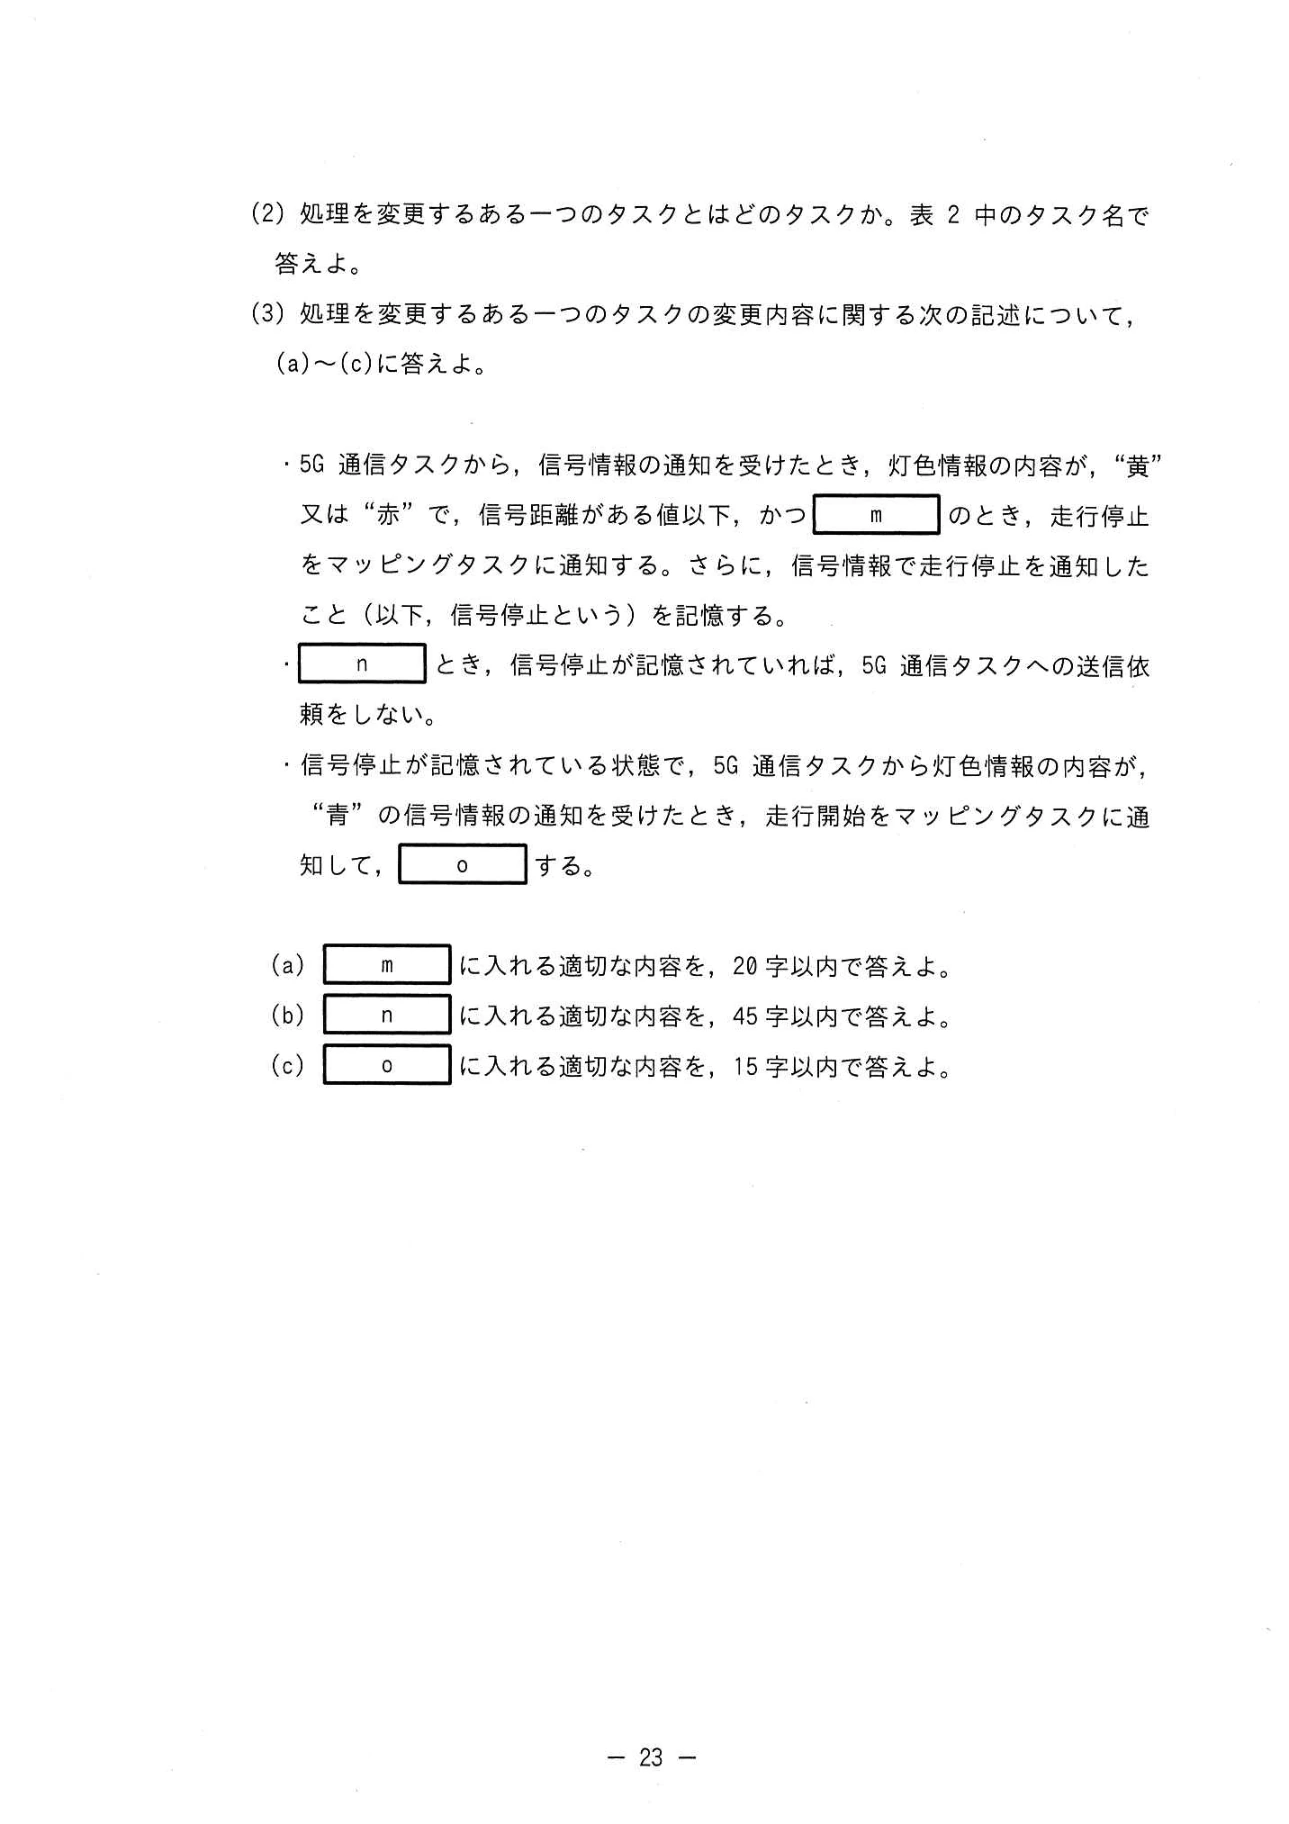 (2) 処理を変更するある一つのタスクとはどのタスクか。表 2 中のタスク名で
答えよ。
(3) 処理を変更するある一つのタスクの変更内容に関する次の記述について，
(a)～(c)に答えよ。
・5G 通信タスクから，信号情報の通知を受けたとき，灯色情報の内容が，“黄”
又は“赤”で，信号距離がある値以下，かつ m のとき，走行停止
をマッピングタスクに通知する。さらに，信号情報で走行停止を通知した
こと（以下，信号停止という）を記憶する。
・ n とき，信号停止が記憶されていれば，5G 通信タスクへの送信依
頼をしない。
・信号停止が記憶されている状態で，5G 通信タスクから灯色情報の内容が，
“青”の信号情報の通知を受けたとき，走行開始をマッピングタスクに通
知して， o する。
(a) m に入れる適切な内容を，20 字以内で答えよ。
(b) n に入れる適切な内容を，45 字以内で答えよ。
(c) o に入れる適切な内容を，15 字以内で答えよ。
－ 23 －